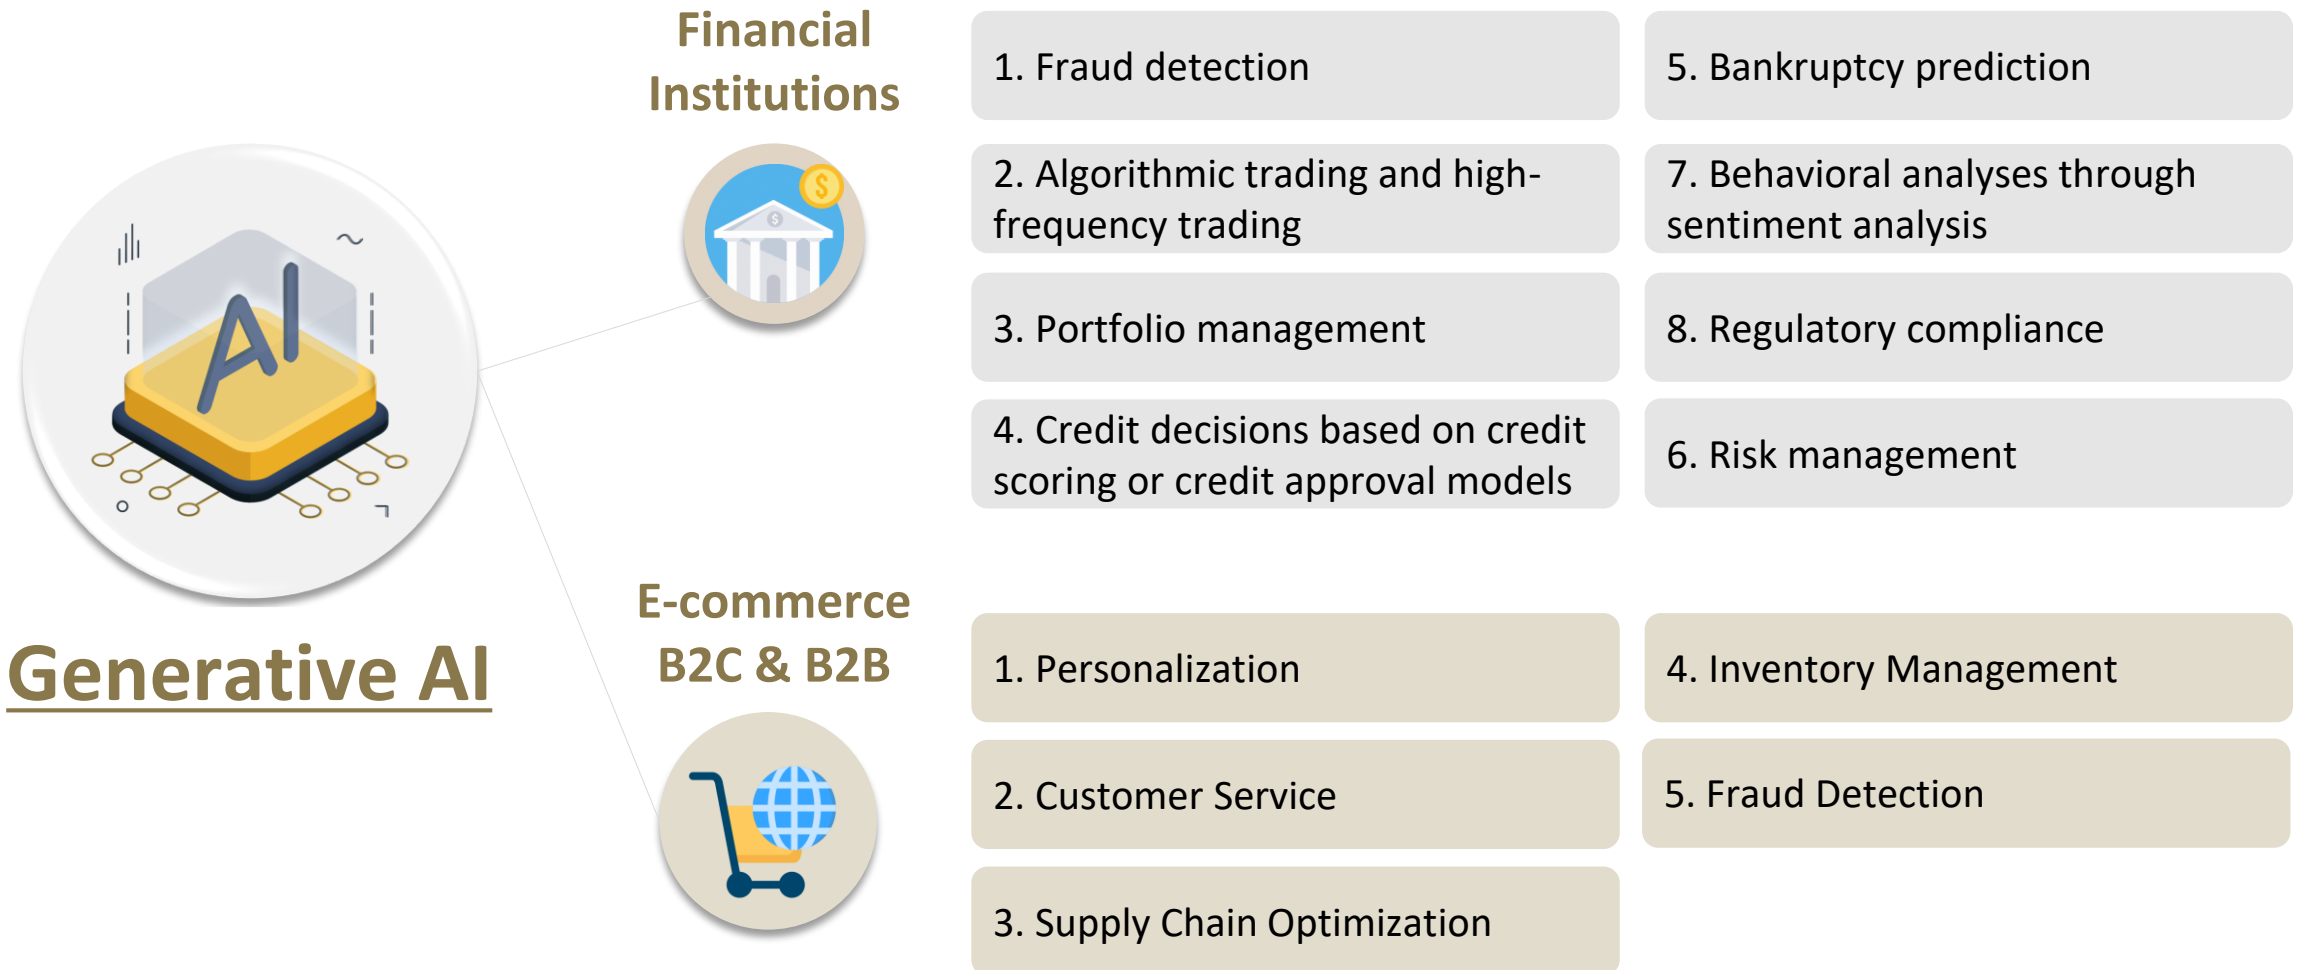 Financial
Institutions
1. Fraud detection
2. Algorithmic trading and high-
frequency trading
3. Portfolio management
4. Credit decisions based on credit
scoring or credit approval models
5. Bankruptcy prediction
7. Behavioral analyses through
sentiment analysis
8. Regulatory compliance
6. Risk management
AI
Generative AI
$
$
E-commerce
B2C & B2B
1. Personalization
2. Customer Service
3. Supply Chain Optimization
4. Inventory Management
5. Fraud Detection